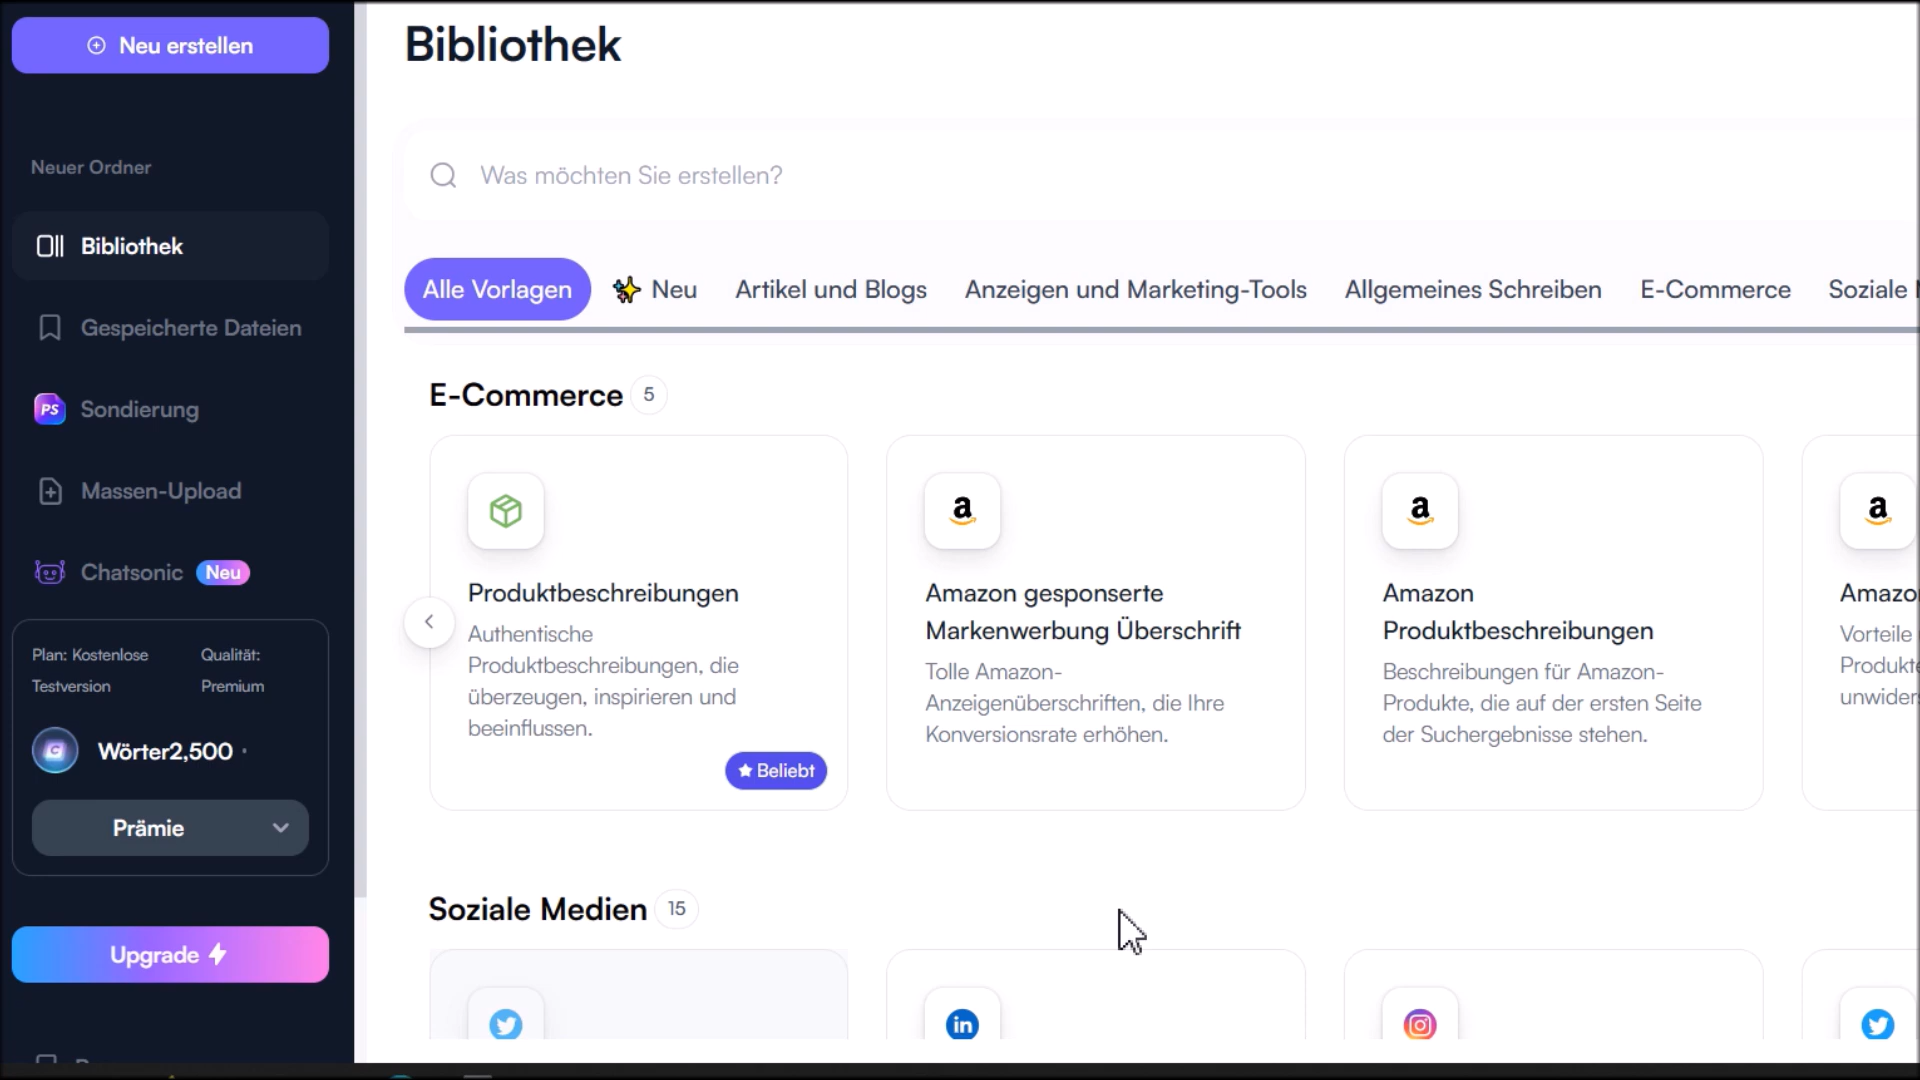 Neu erstellen
Neuer Ordner
Bibliothek
Gespeicherte Dateien
PS Sondierung
Massen-Upload
Chatsonic Neu
Plan: Kostenlose
Testversion
Qualität:
Premium
Wörter2,500
Prämie
Upgrade
Bibliothek
Was möchten Sie erstellen?
Alle Vorlagen Neu Artikel und Blogs Anzeigen und Marketing-Tools Allgemeines Schreiben E-Commerce Soziale
E-Commerce 5
Produktbeschreibungen
Authentische
Produktbeschreibungen, die
überzeugen, inspirieren und
beeinflussen.
Beliebt
a
Amazon gesponserte
Markenwerbung Überschrift
Tolle Amazon-
Anzeigenüberschriften, die Ihre
Konversionsrate erhöhen.
a
Amazon
Produktbeschreibungen
Beschreibungen für Amazon-
Produkte, die auf der ersten Seite
der Suchergebnisse stehen.
a
Vorteile
Soziale Medien 15
in